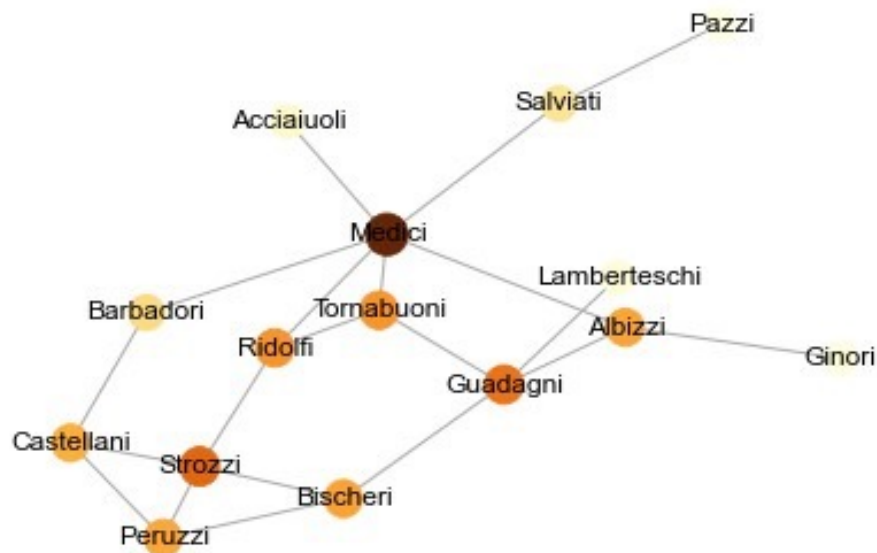 Pazzi
Salviati
Acciaiuoli
Medici
Lamberteschi
Barbadori
Tornabuoni
Albizzi
Ridolfi
Ginori
Guadagni
Castellani
Strozzi
Bischeri
Peruzzi